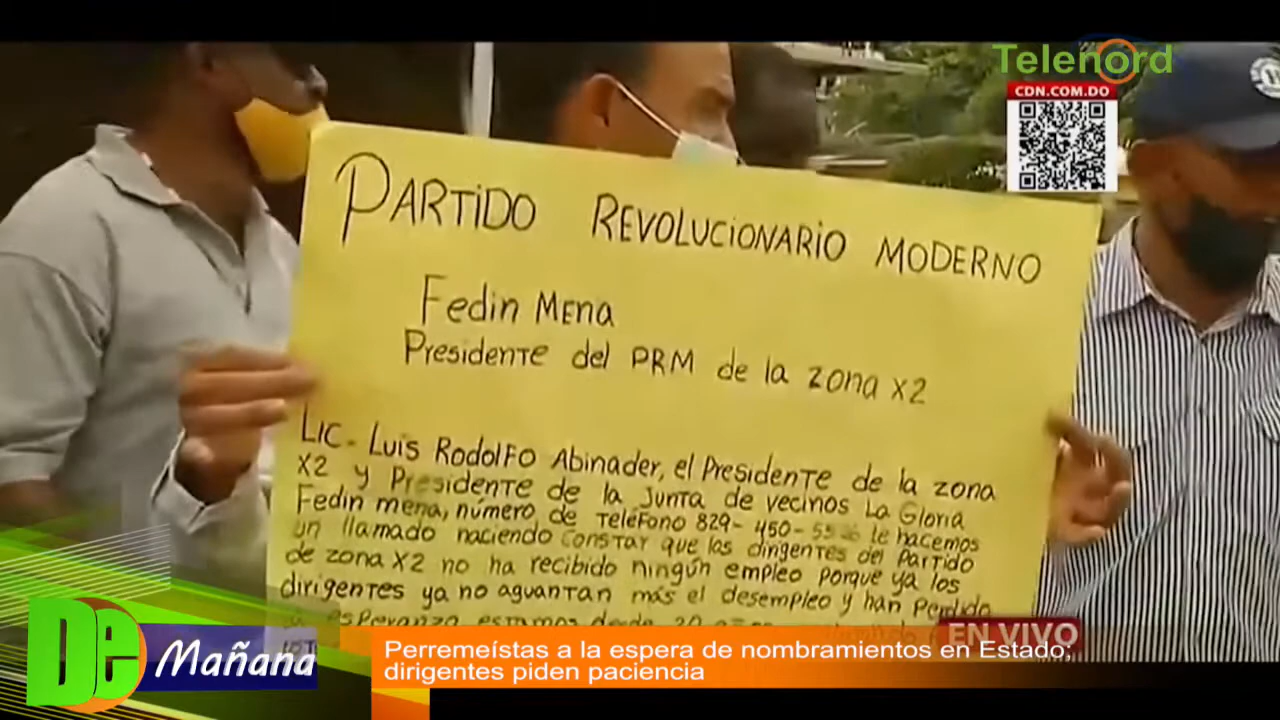 Telenord
CDN.COM.DO
PARTIDO REVOLUCIONARIO MODERNO
Fedin Mena
Presidente del PRM de la zona X2
Lic- Luis Rodolfo Abinader, el Presidente de la zona
X2 y Presidente de la Junta de vecinos La Gloria
Fedin mena, número de Teléfono 829-450- le hacemos
un llamado haciendo constar que los dirigentes del Partido
de zona X2 no ha recibido ningún empleo porque ya los
dirigentes ya no aguantan más el desempleo y han Perdido
esperanza estamos desde 20
EN VIVO
De Mañana
Perremeístas a la espera de nombramientos en Estado;
dirigentes piden paciencia